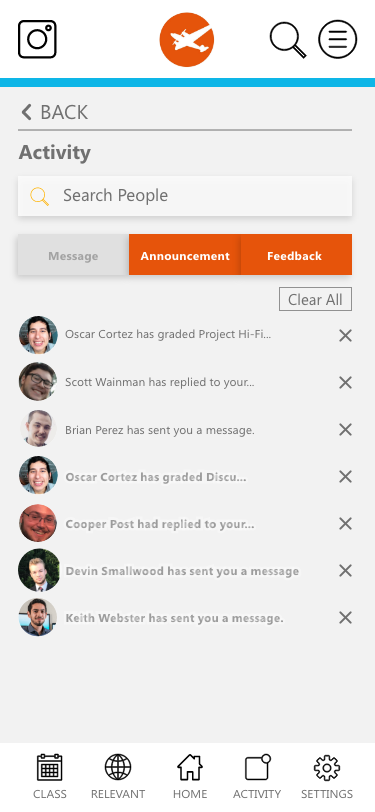 BACK
Activity
Search People
Message Announcement Feedback
Clear All
Oscar Cortez has graded Project Hi-Fi...
Scott Wainman has replied to your...
Brian Perez has sent you a message.
Oscar Cortez has graded Discu...
Cooper Post had replied to your...
Devin Smallwood has sent you a message
Keith Webster has sent you a message.
CLASS RELEVANT HOME ACTIVITY SETTINGS